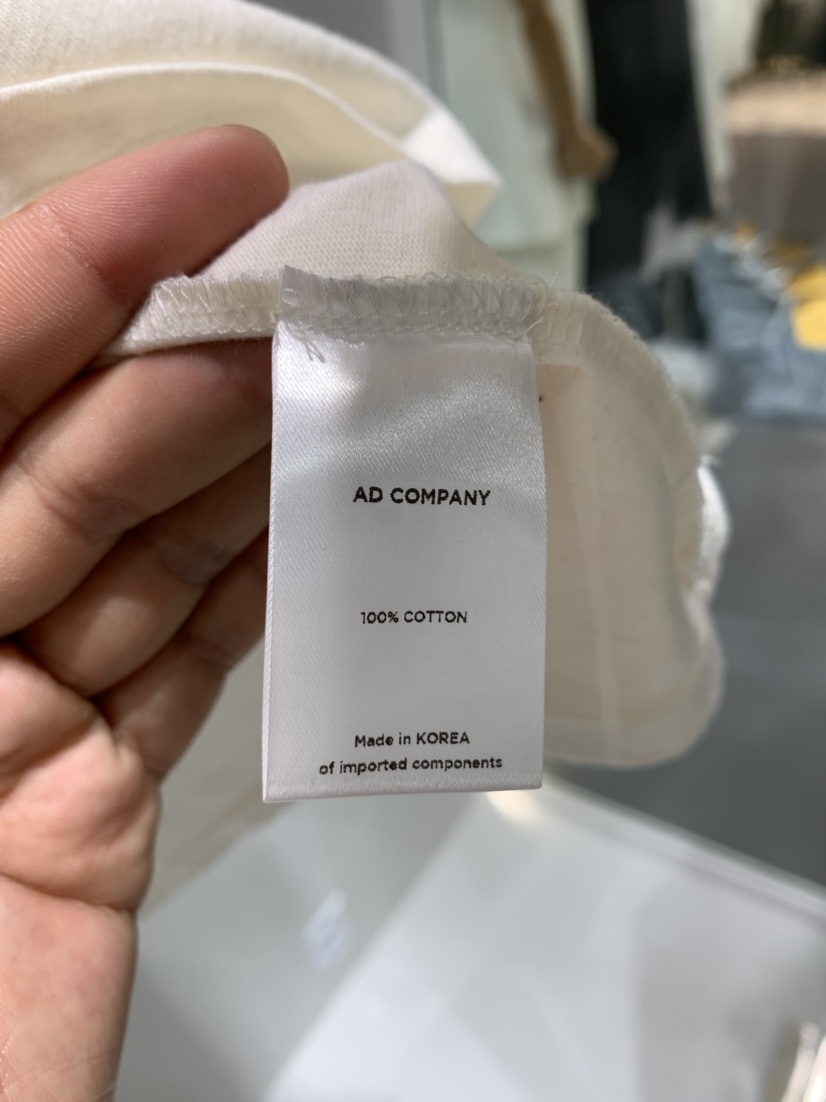 AD COMPANY
100% COTTON
Made in KOREA
of imported components